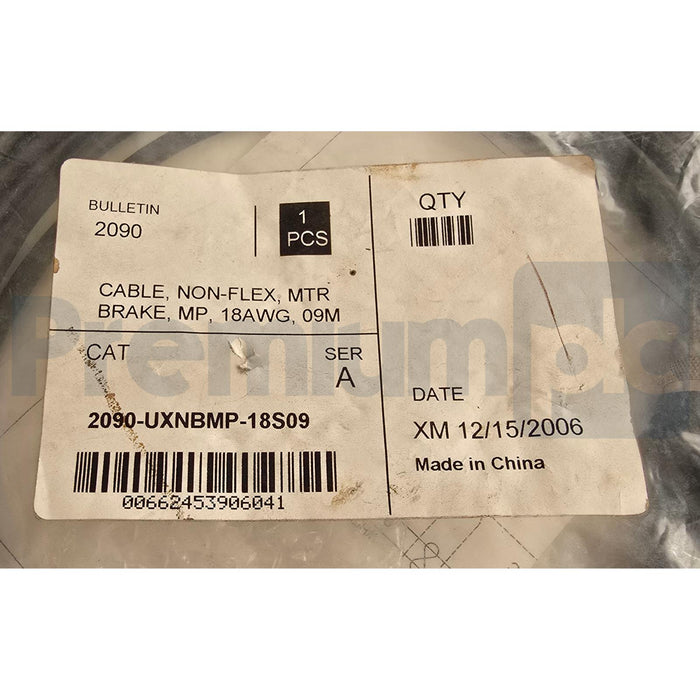 BULLETIN
2090
1
PCS
QTY
CABLE, NON-FLEX, MTR
BRAKE, MP, 18AWG, 09M
CAT
SER
A
2090-UXNBMP-18S09
00662453906041
DATE
XM 12/15/2006
Made in China
Premiumplc